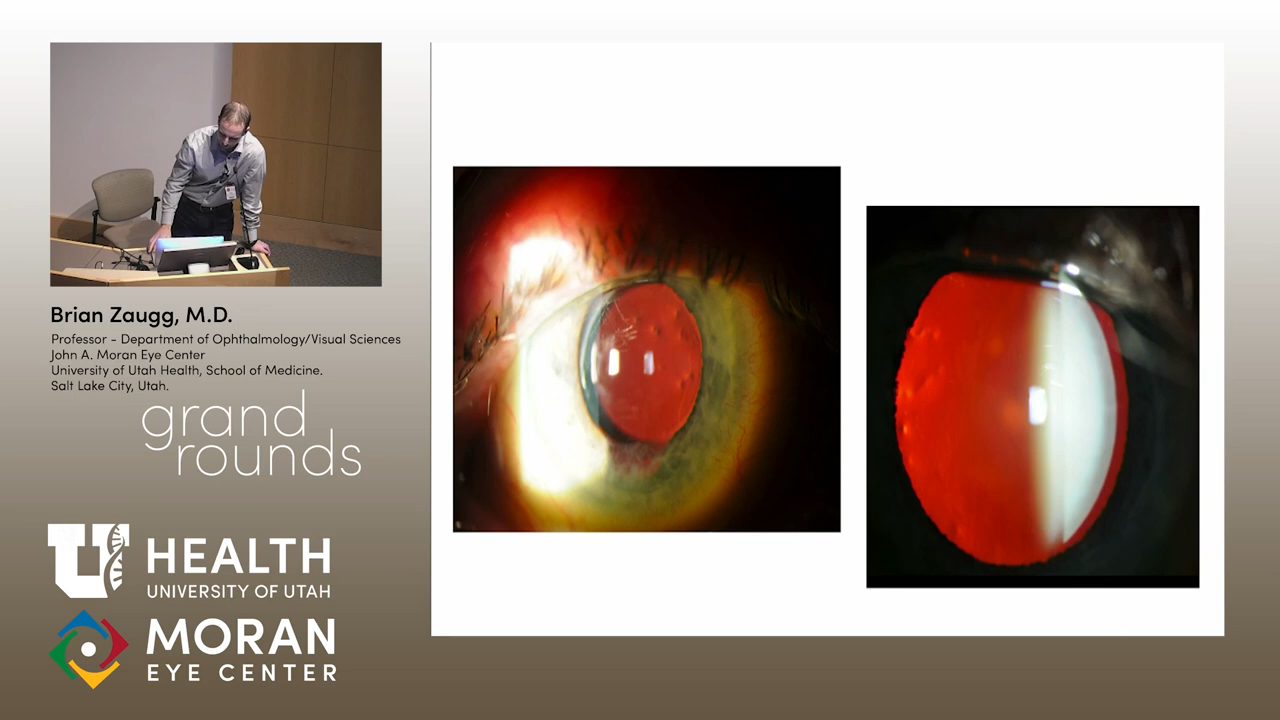 Brian Zaugg, M.D.
Professor - Department of Ophthalmology/Visual Sciences
John A. Moran Eye Center
University of Utah Health, School of Medicine.
Salt Lake City, Utah.
grand
rounds
U HEALTH
UNIVERSITY OF UTAH
MORAN
EYE CENTER